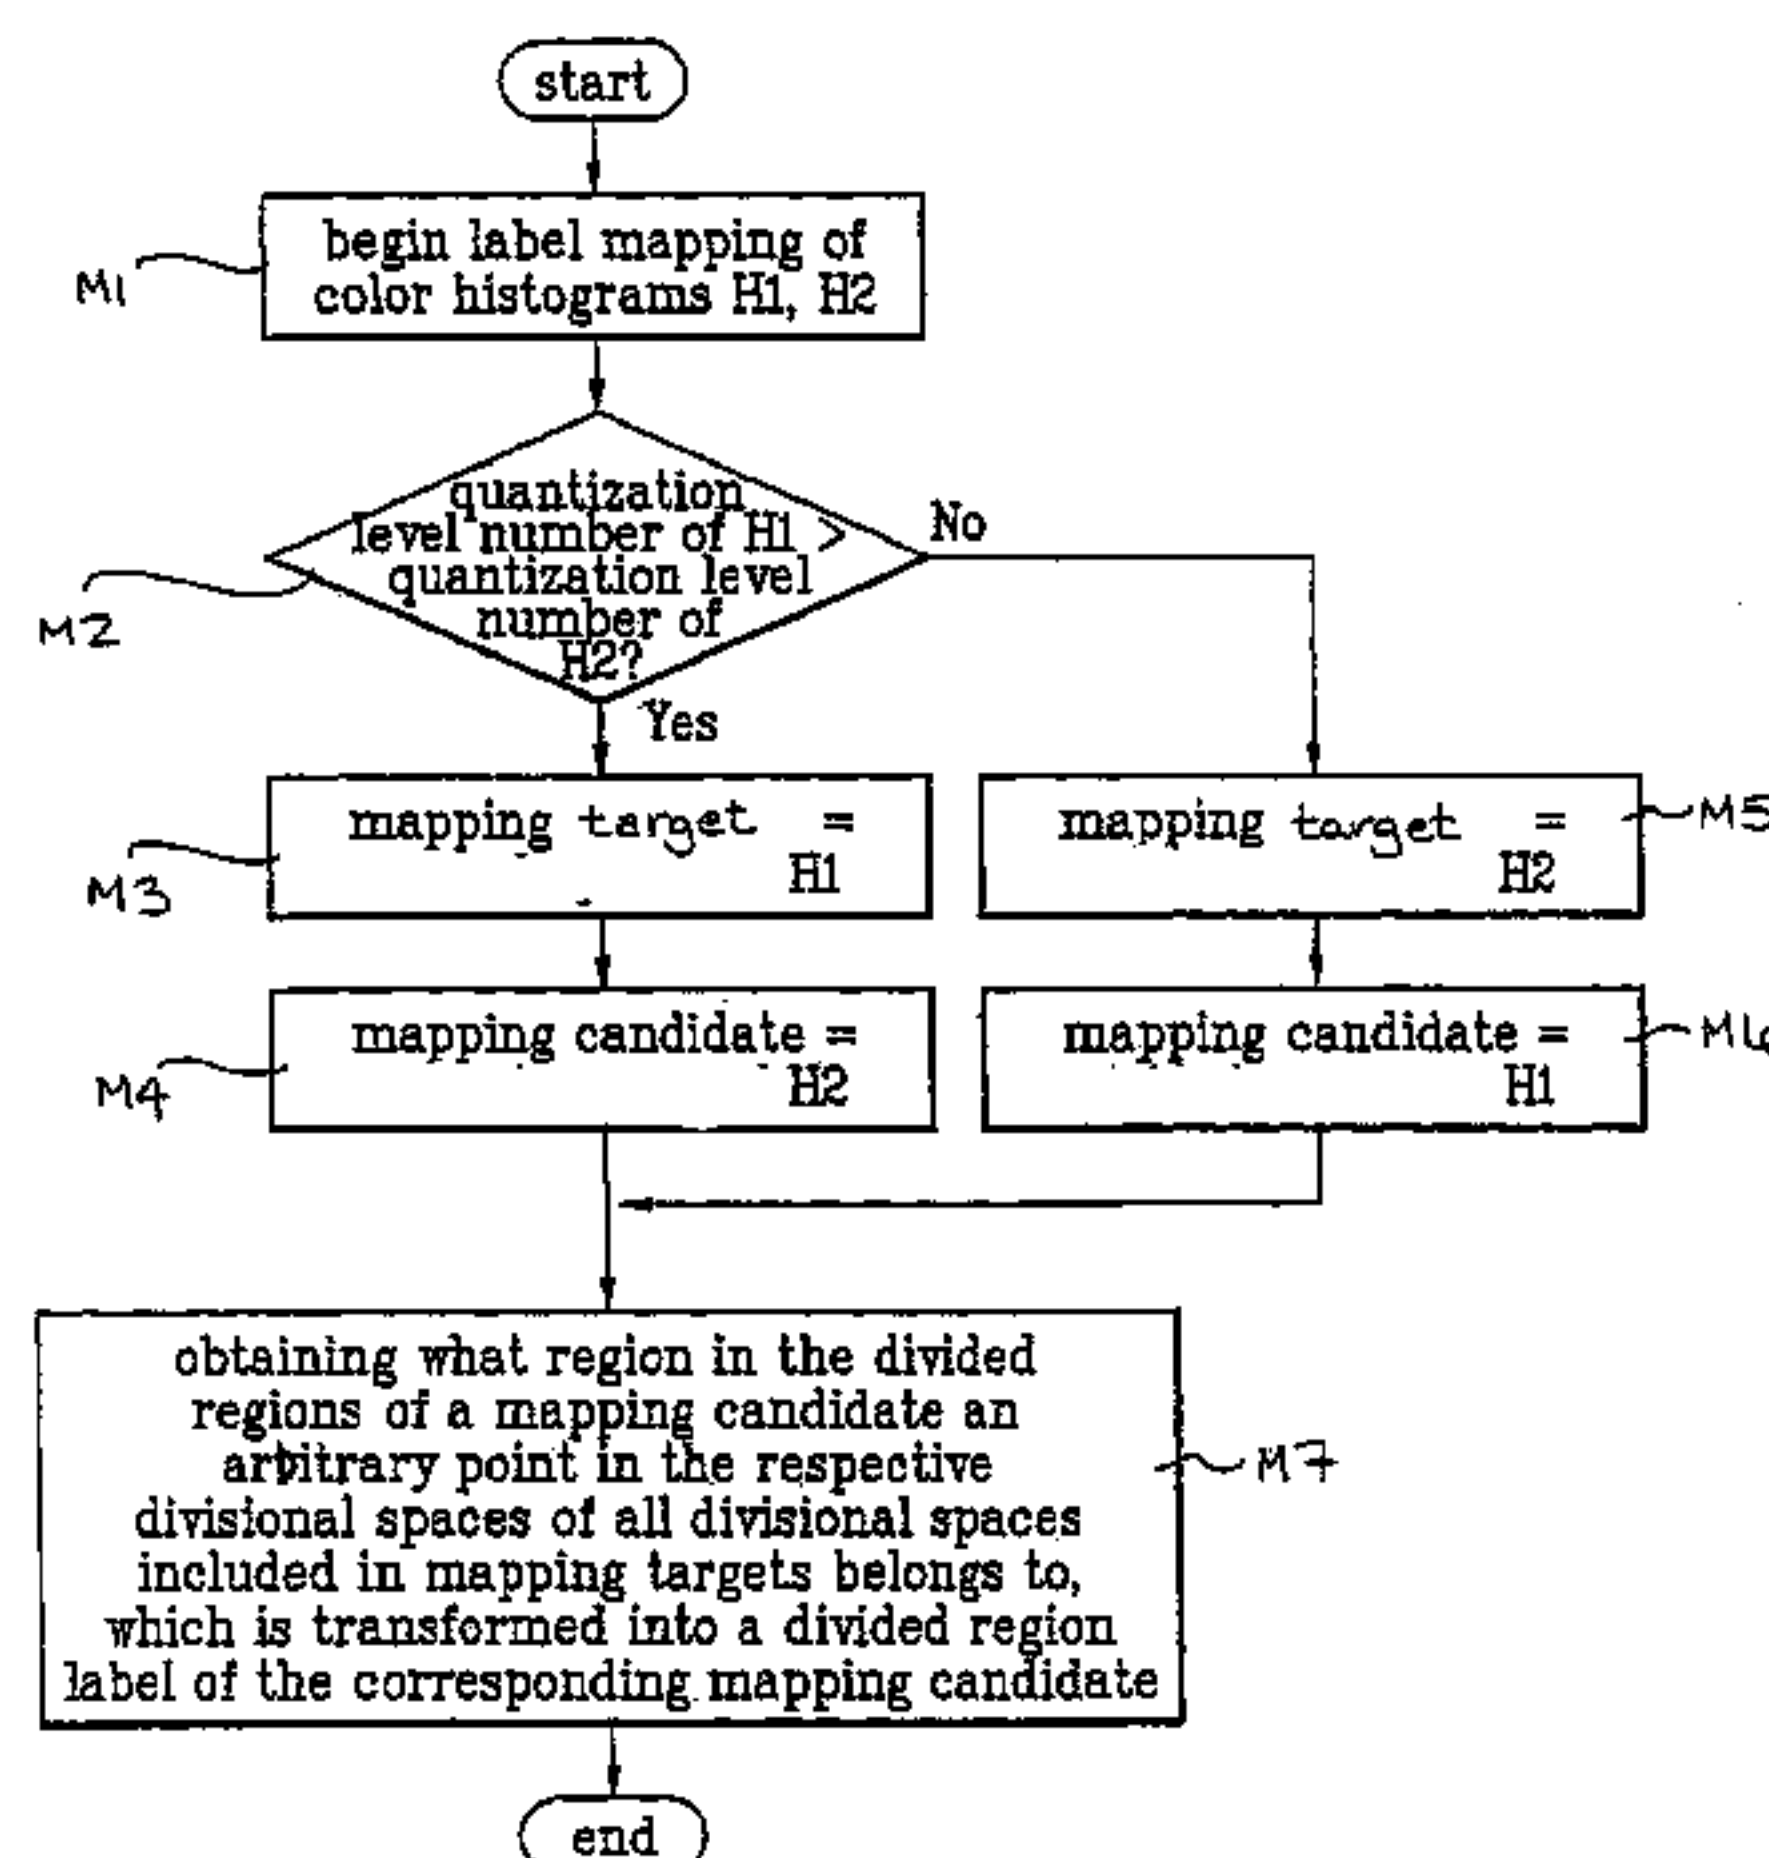 start
begin label mapping of
color histograms H1, H2
M1
quantization
level number of H1 >
quantization level
number of
H2?
No
M2
Yes
mapping target =
H1
M3
mapping target =
H2
M5
mapping candidate =
H2
M4
mapping candidate =
H1
obtaining what region in the divided
regions of a mapping candidate an
arbitrary point in the respective
divisional spaces of all divisional spaces
included in mapping targets belongs to,
which is transformed into a divided region
label of the corresponding mapping candidate
M7
end